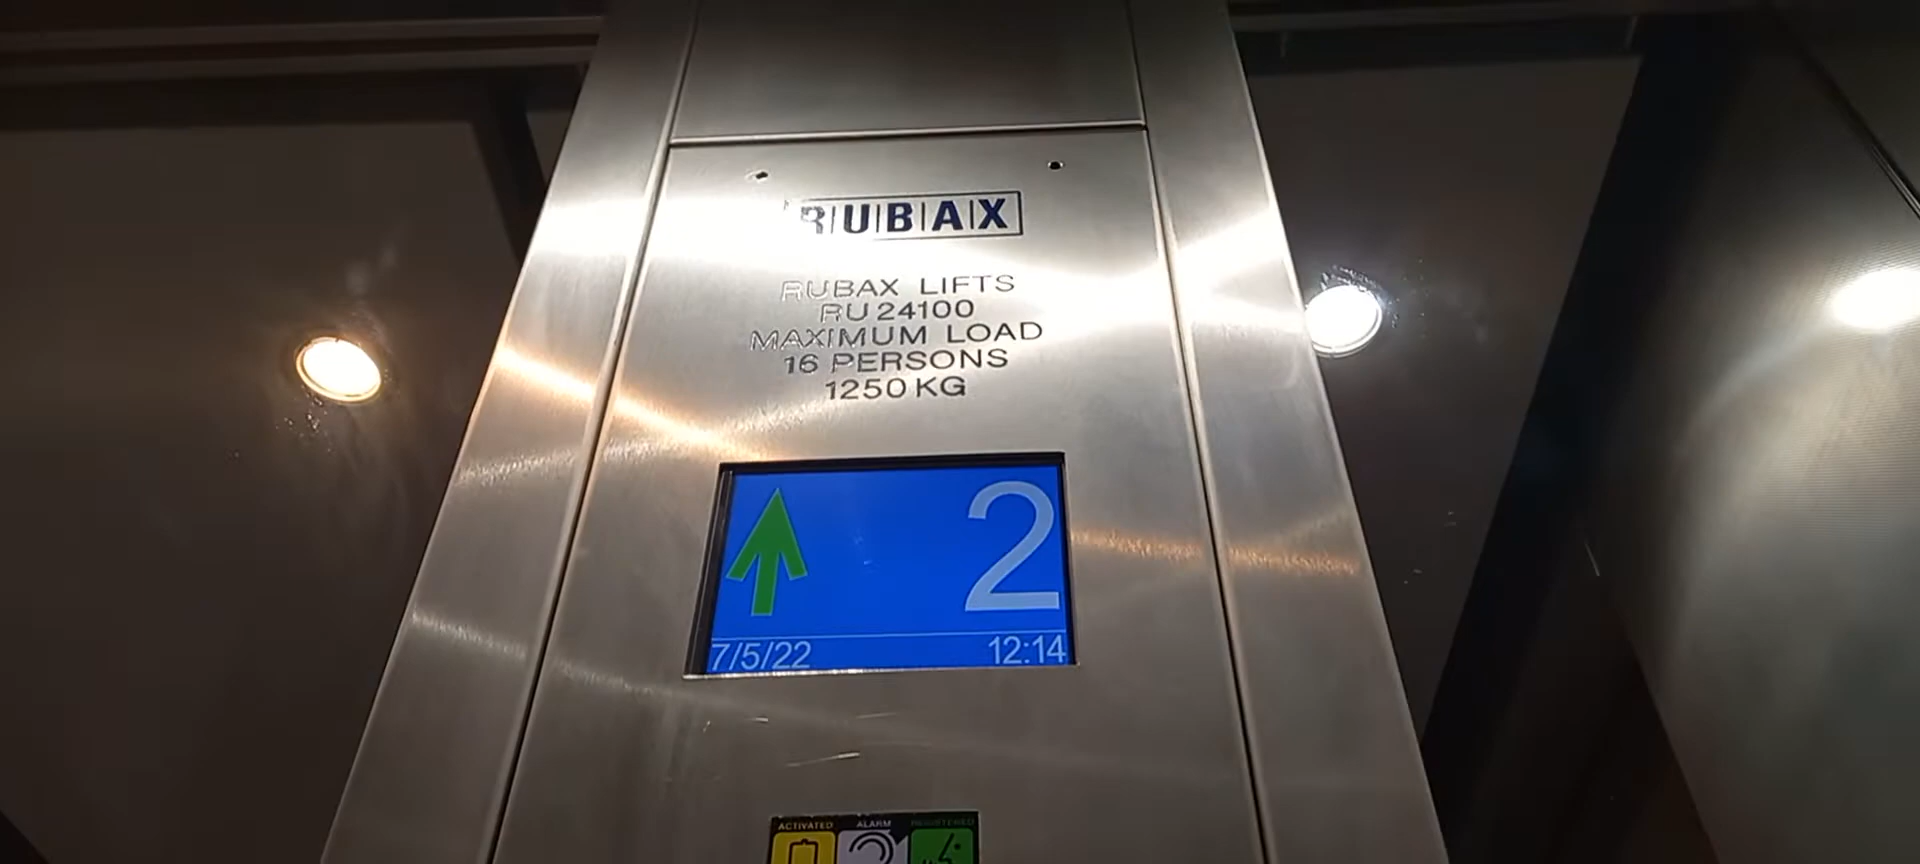 RUBAX
RUBAX LIFTS
RU 24100
MAXIMUM LOAD
16 PERSONS
1250 KG
2
7/5/22 12:14
ACTIVATED ALARM REGISTERED